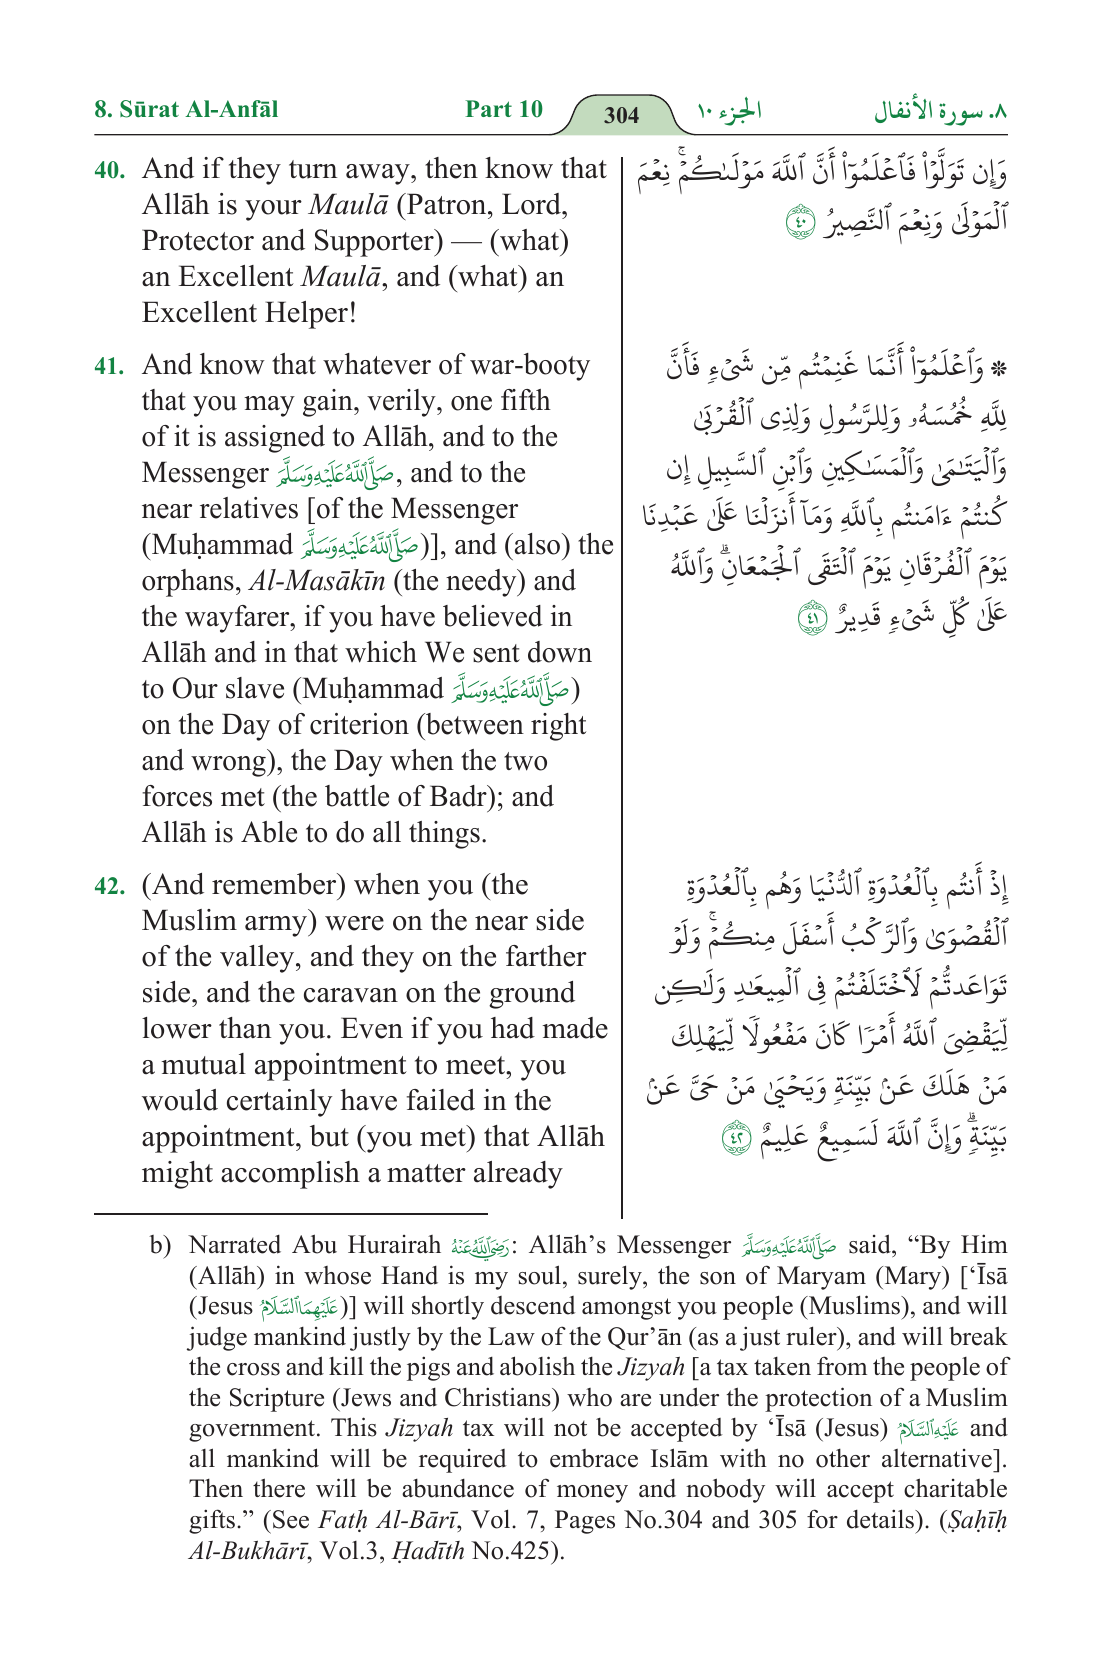 8. Sūrat Al-Anfāl Part 10 304 الجزء ١٠ ٨. سورة الأنفال
40. And if they turn away, then know that
Allāh is your Maulā (Patron, Lord,
Protector and Supporter) — (what)
an Excellent Maulā, and (what) an
Excellent Helper!
وَإِن تَوَلَّوْا۟ فَٱعْلَمُوٓا۟ أَنَّ ٱللَّهَ مَوْلَىٰكُمْ ۚ نِعْمَ
ٱلْمَوْلَىٰ وَنِعْمَ ٱلنَّصِيرُ ٤٠
41. And know that whatever of war-booty
that you may gain, verily, one fifth
of it is assigned to Allāh, and to the
Messenger صَلَّى ٱللَّهُ عَلَيْهِ وَسَلَّمَ, and to the
near relatives [of the Messenger
(Muḥammad صَلَّى ٱللَّهُ عَلَيْهِ وَسَلَّمَ)], and (also) the
orphans, Al-Masākīn (the needy) and
the wayfarer, if you have believed in
Allāh and in that which We sent down
to Our slave (Muḥammad صَلَّى ٱللَّهُ عَلَيْهِ وَسَلَّمَ)
on the Day of criterion (between right
and wrong), the Day when the two
forces met (the battle of Badr); and
Allāh is Able to do all things.
۞ وَٱعْلَمُوٓا۟ أَنَّمَا غَنِمْتُم مِّن شَىْءٍ فَأَنَّ
لِلَّهِ خُمُسَهُۥ وَلِلرَّسُولِ وَلِذِى ٱلْقُرْبَىٰ
وَٱلْيَتَـٰمَىٰ وَٱلْمَسَـٰكِينِ وَٱبْنِ ٱلسَّبِيلِ إِن
كُنتُمْ ءَامَنتُم بِٱللَّهِ وَمَآ أَنزَلْنَا عَلَىٰ عَبْدِنَا
يَوْمَ ٱلْفُرْقَانِ يَوْمَ ٱلْتَقَى ٱلْجَمْعَانِ ۗ وَٱللَّهُ
عَلَىٰ كُلِّ شَىْءٍ قَدِيرٌ ٤١
42. (And remember) when you (the
Muslim army) were on the near side
of the valley, and they on the farther
side, and the caravan on the ground
lower than you. Even if you had made
a mutual appointment to meet, you
would certainly have failed in the
appointment, but (you met) that Allāh
might accomplish a matter already
إِذْ أَنتُم بِٱلْعُدْوَةِ ٱلدُّنْيَا وَهُم بِٱلْعُدْوَةِ
ٱلْقُصْوَىٰ وَٱلرَّكْبُ أَسْفَلَ مِنكُمْ ۚ وَلَوْ
تَوَاعَدتُّمْ لَٱخْتَلَفْتُمْ فِى ٱلْمِيعَـٰدِ وَلَـٰكِن
لِّيَقْضِىَ ٱللَّهُ أَمْرًا كَانَ مَفْعُولًا لِّيَهْلِكَ
مَنْ هَلَكَ عَنۢ بَيِّنَةٍ وَيَحْيَىٰ مَنْ حَىَّ عَنۢ
بَيِّنَةٍ ۗ وَإِنَّ ٱللَّهَ لَسَمِيعٌ عَلِيمٌ ٤٢
b) Narrated Abu Hurairah رَضِيَ ٱللَّهُ عَنْهُ: Allāh’s Messenger صَلَّى ٱللَّهُ عَلَيْهِ وَسَلَّمَ said, “By Him
(Allāh) in whose Hand is my soul, surely, the son of Maryam (Mary) [‘Īsā
(Jesus عَلَيْهِمَا ٱلسَّلَامُ)] will shortly descend amongst you people (Muslims), and will
judge mankind justly by the Law of the Qur’ān (as a just ruler), and will break
the cross and kill the pigs and abolish the Jizyah [a tax taken from the people of
the Scripture (Jews and Christians) who are under the protection of a Muslim
government. This Jizyah tax will not be accepted by ‘Īsā (Jesus) عَلَيْهِ ٱلسَّلَامُ and
all mankind will be required to embrace Islām with no other alternative].
Then there will be abundance of money and nobody will accept charitable
gifts.” (See Fatḥ Al-Bārī, Vol. 7, Pages No.304 and 305 for details). (Ṣaḥīḥ
Al-Bukhārī, Vol.3, Ḥadīth No.425).